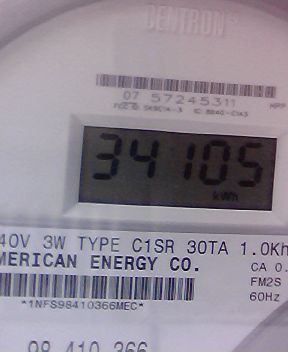 CENTRON®
07 57245311
34105
kWh
40V 3W TYPE C1SR 30TA 1.0Kh
MERICAN ENERGY CO.
CA 0.
FM2S
60Hz
*1NFS98410366MEC*
98 410 366